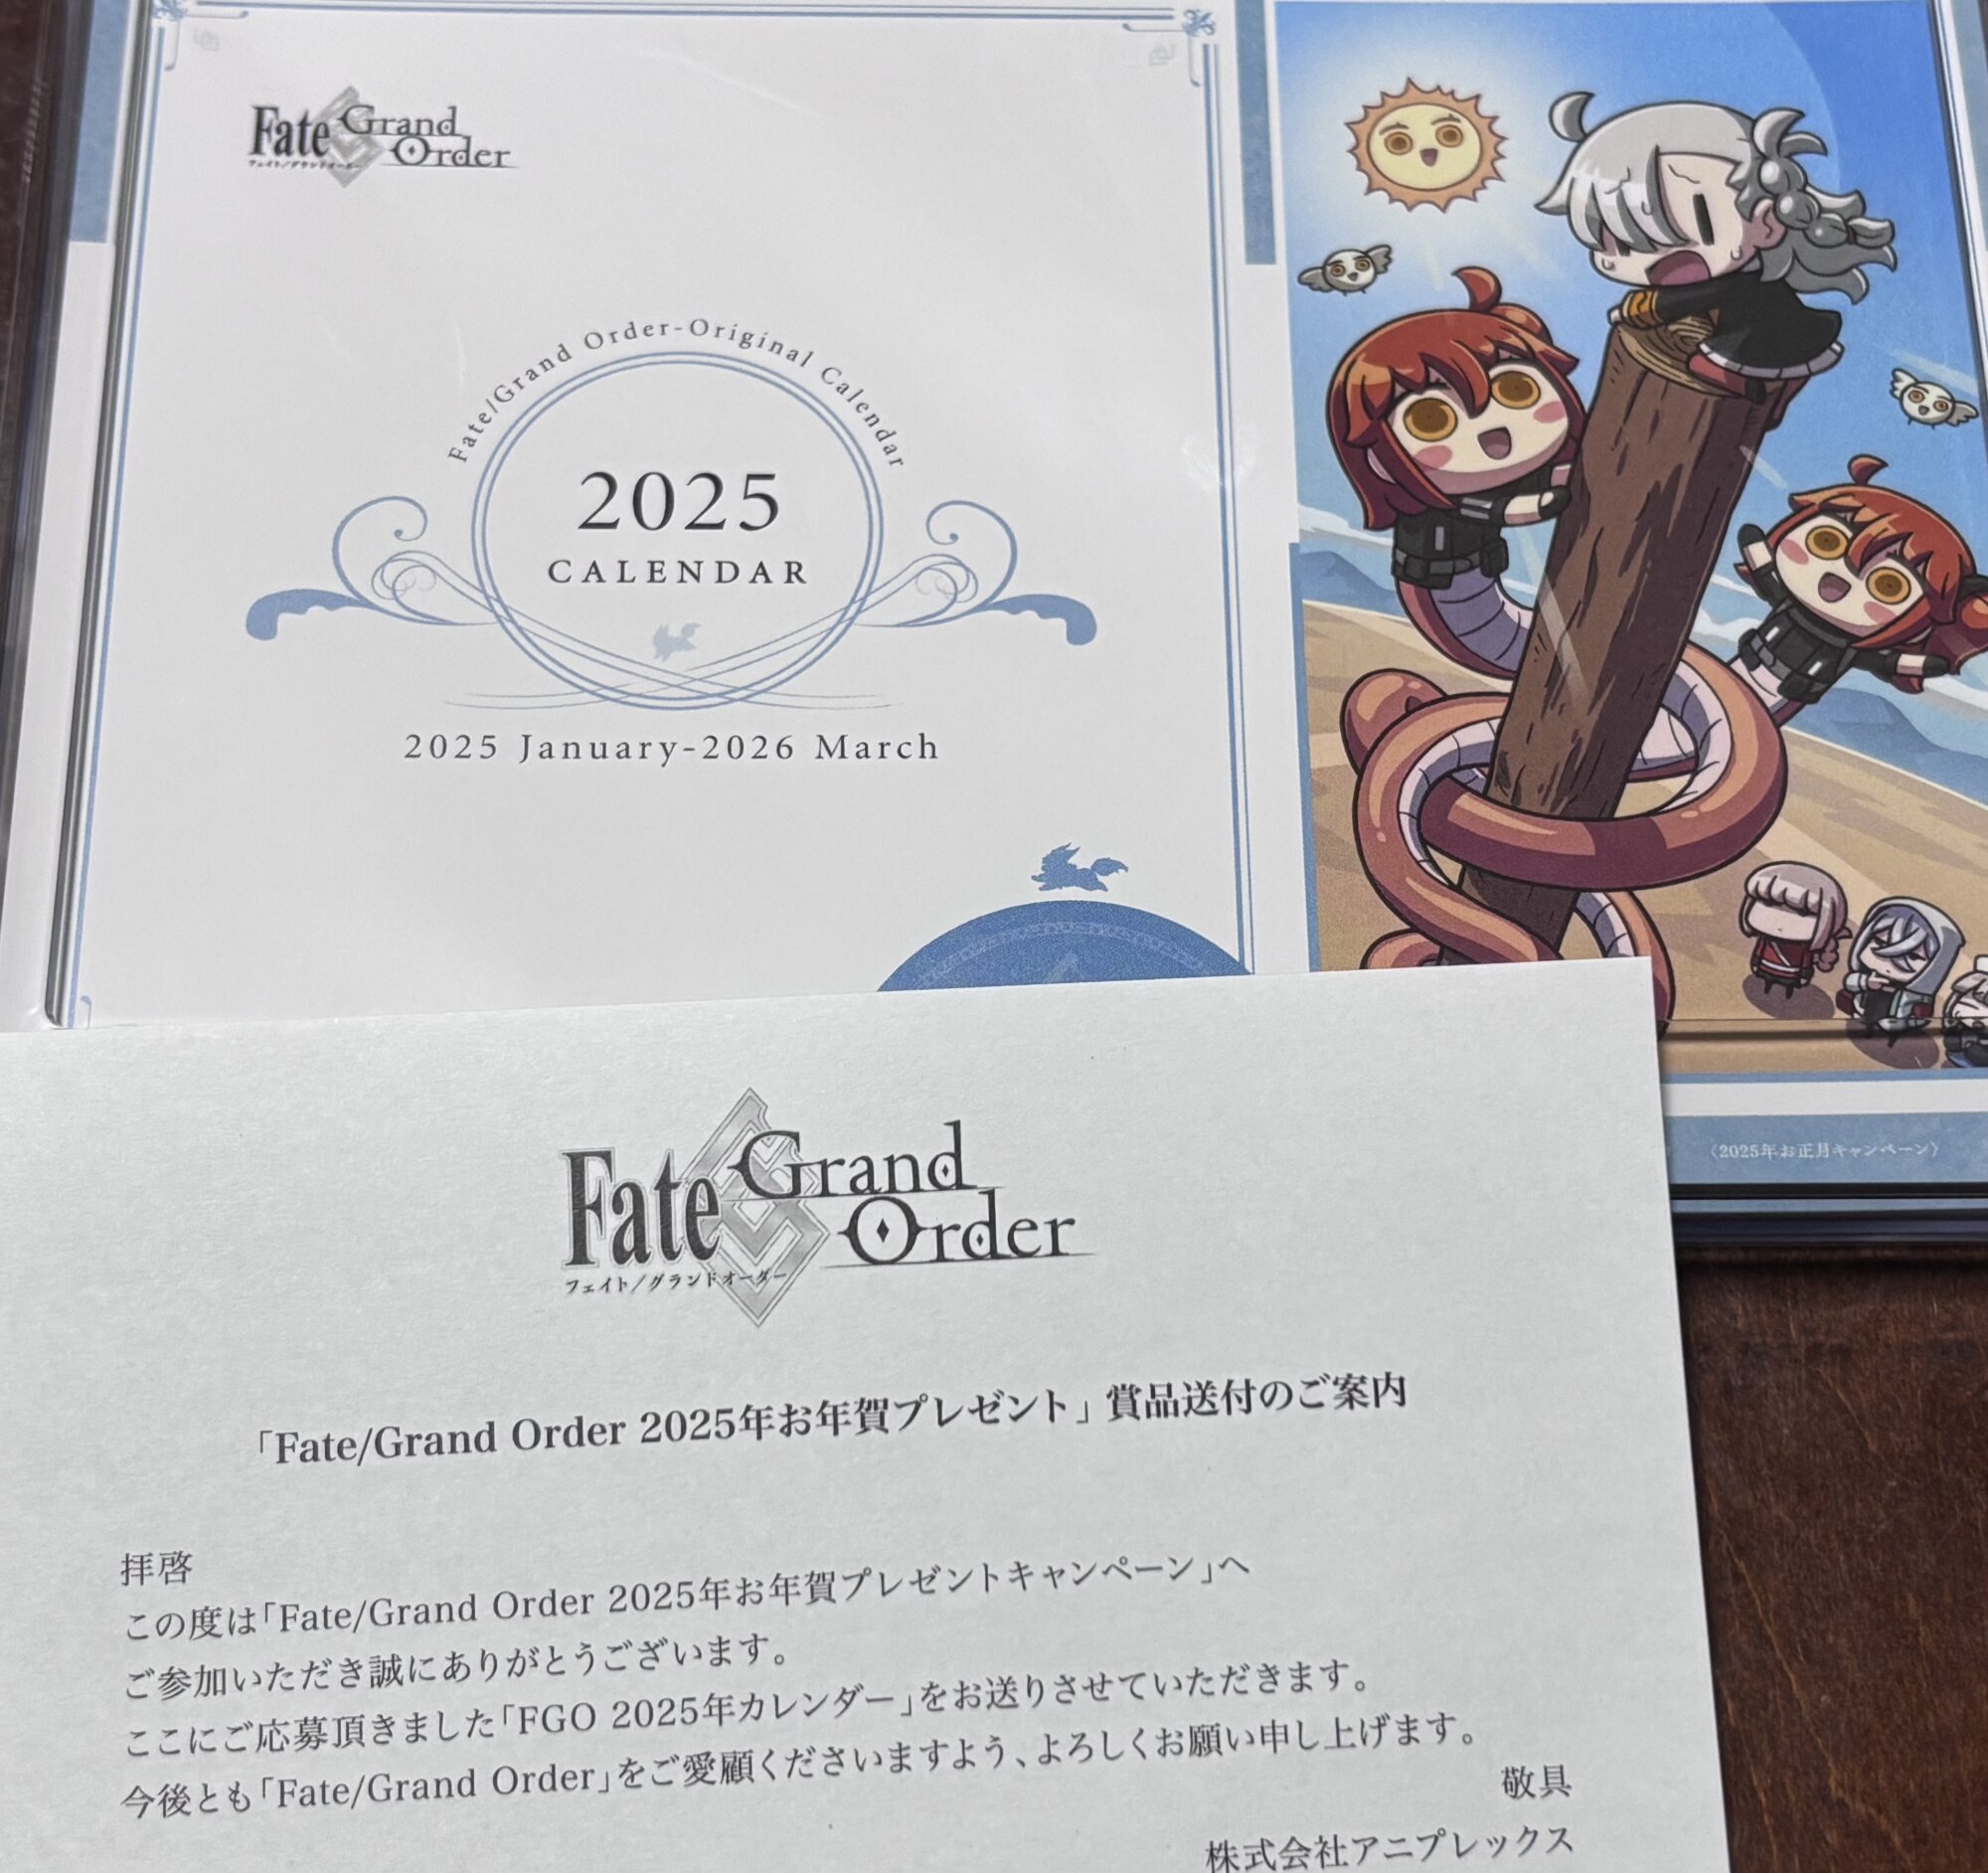 Fate/Grand Order
フェイト/グランドオーダー
Fate/Grand Order-Original Calendar
2025
CALENDAR
2025 January-2026 March
〈2025年お正月キャンペーン〉
Fate/Grand Order
フェイト/グランドオーダー
「Fate/Grand Order 2025年お年賀プレゼント」賞品送付のご案内
拝啓
この度は「Fate/Grand Order 2025年お年賀プレゼントキャンペーン」へ
ご参加いただき誠にありがとうございます。
ここにご応募頂きました「FGO 2025年カレンダー」をお送りさせていただきます。
今後とも「Fate/Grand Order」をご愛顧くださいますよう、よろしくお願い申し上げます。
敬具
株式会社アニプレックス